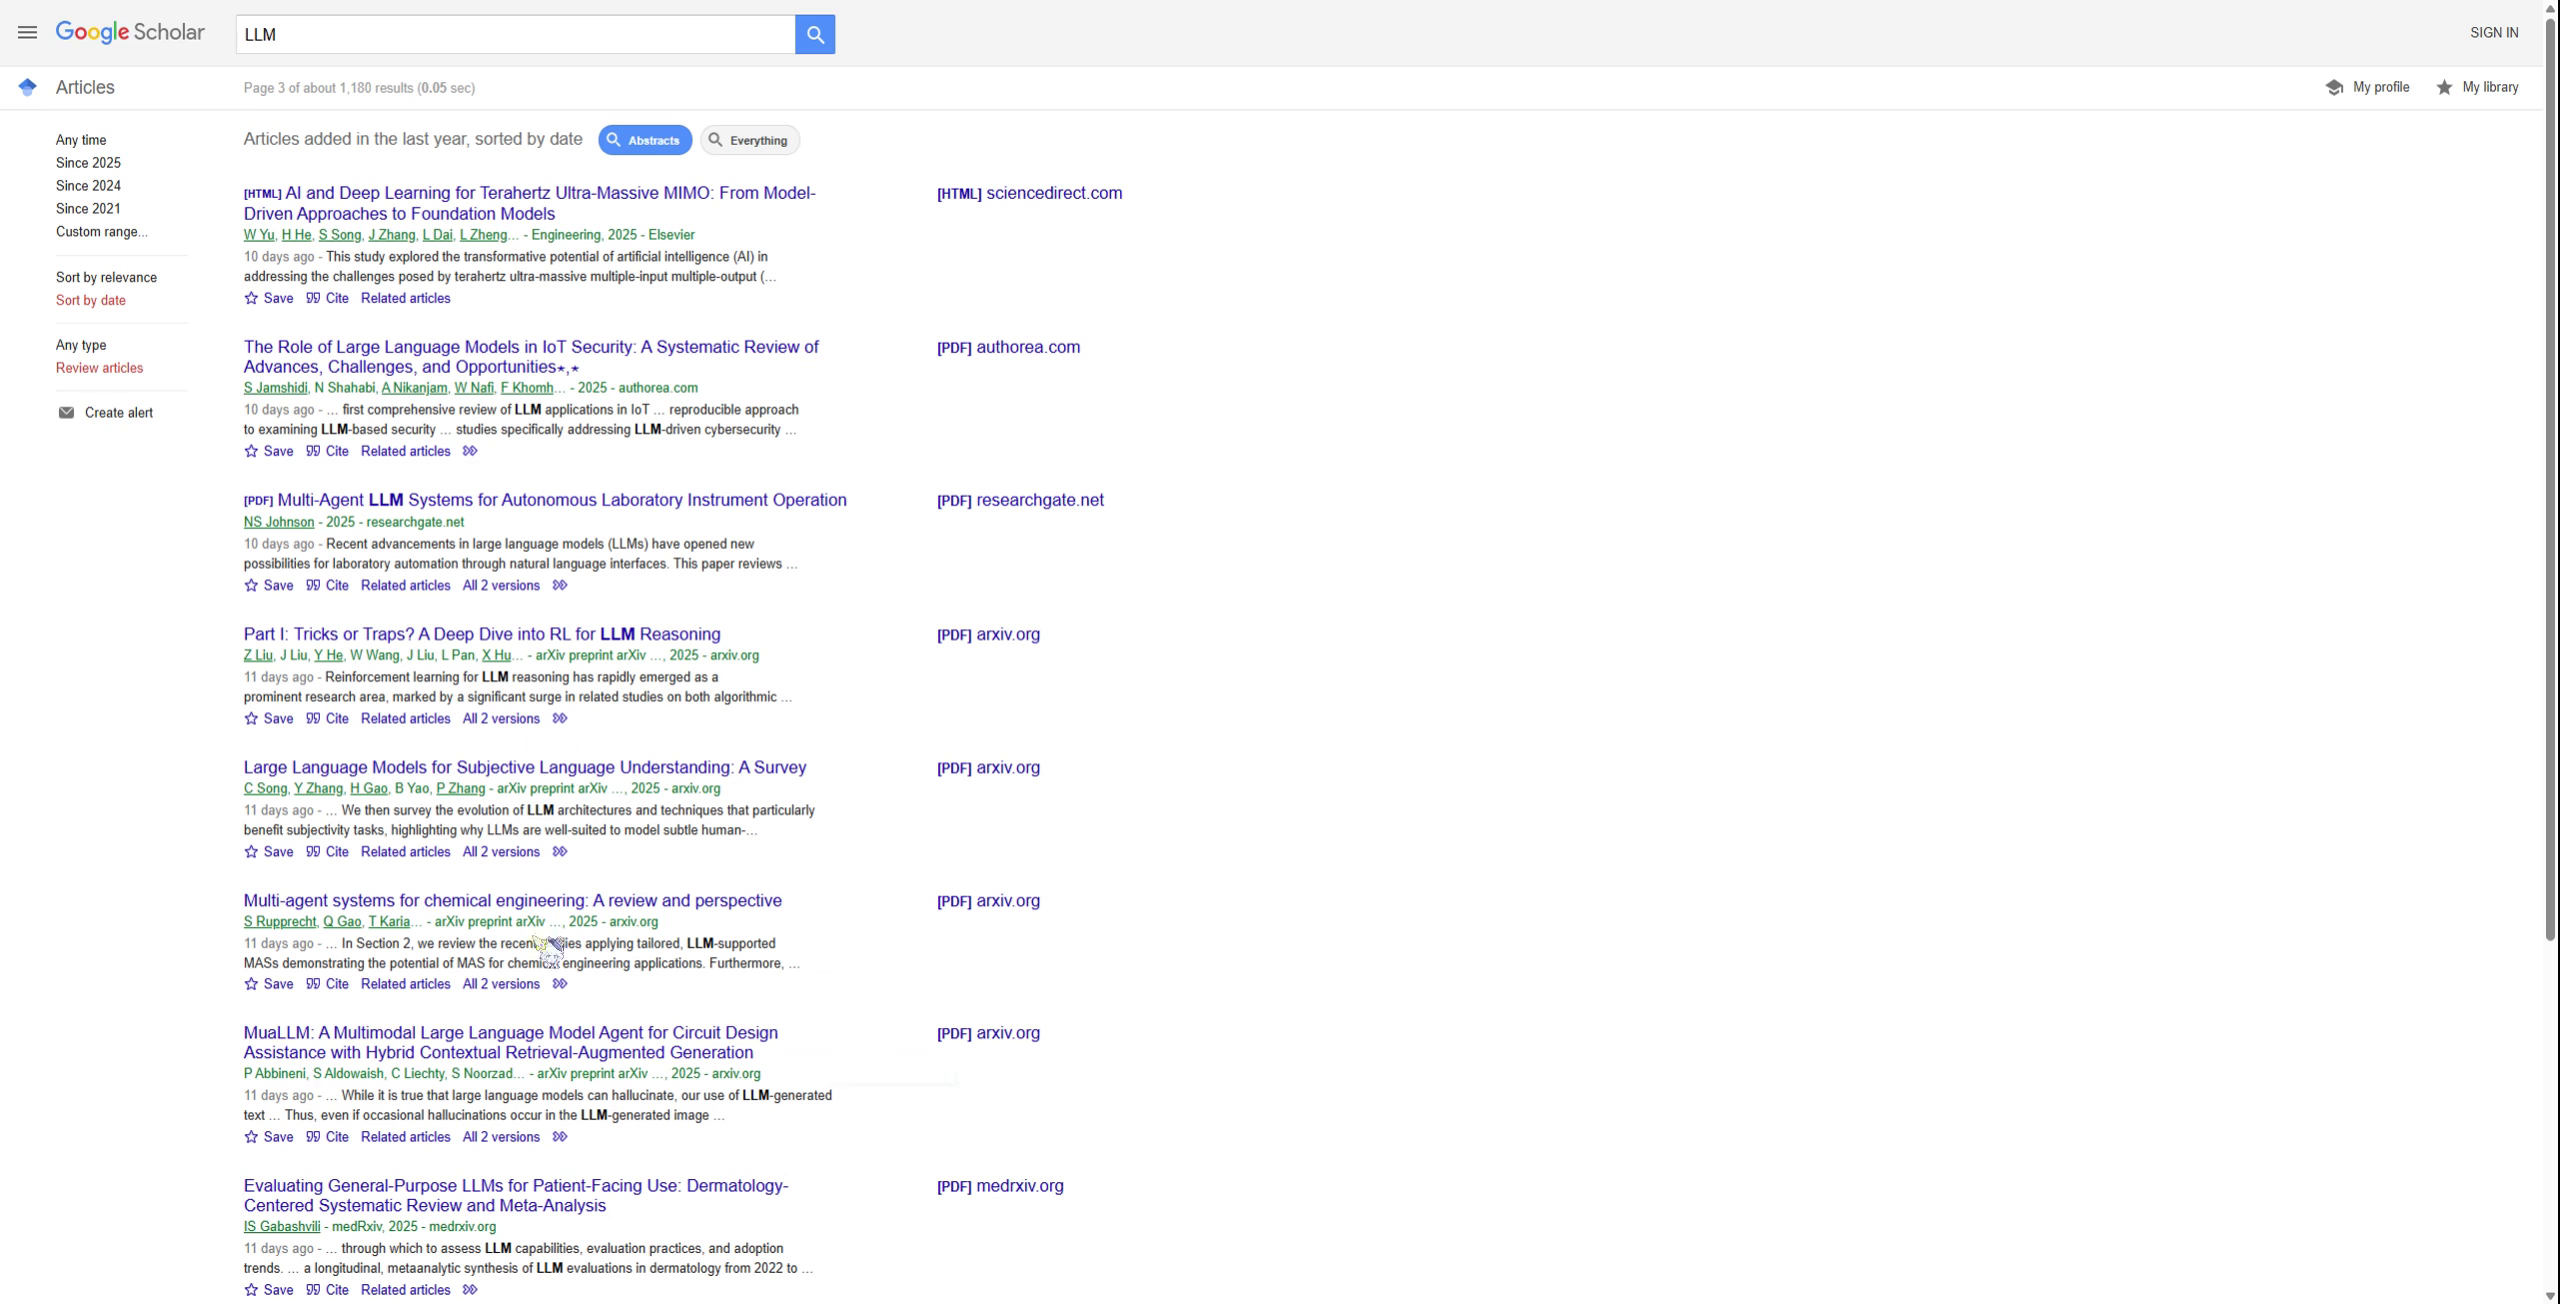 Google Scholar
LLM
SIGN IN
Articles
Page 3 of about 1,180 results (0.05 sec)
My profile
My library
Any time
Since 2025
Since 2024
Since 2021
Custom range...
Sort by relevance
Sort by date
Any type
Review articles
Create alert
Articles added in the last year, sorted by date
Abstracts
Everything
[HTML] AI and Deep Learning for Terahertz Ultra-Massive MIMO: From Model-
Driven Approaches to Foundation Models
[HTML] sciencedirect.com
W Yu, H He, S Song, J Zhang, L Dai, L Zheng… - Engineering, 2025 - Elsevier
10 days ago - This study explored the transformative potential of artificial intelligence (AI) in
addressing the challenges posed by terahertz ultra-massive multiple-input multiple-output (…
Save Cite Related articles
The Role of Large Language Models in IoT Security: A Systematic Review of
Advances, Challenges, and Opportunities⋆,⋆
[PDF] authorea.com
S Jamshidi, N Shahabi, A Nikanjam, W Nafi, F Khomh… - 2025 - authorea.com
10 days ago - … first comprehensive review of LLM applications in IoT … reproducible approach
to examining LLM-based security … studies specifically addressing LLM-driven cybersecurity …
Save Cite Related articles
[PDF] Multi-Agent LLM Systems for Autonomous Laboratory Instrument Operation
[PDF] researchgate.net
NS Johnson - 2025 - researchgate.net
10 days ago - Recent advancements in large language models (LLMs) have opened new
possibilities for laboratory automation through natural language interfaces. This paper reviews …
Save Cite Related articles All 2 versions
Part I: Tricks or Traps? A Deep Dive into RL for LLM Reasoning
[PDF] arxiv.org
Z Liu, J Liu, Y He, W Wang, J Liu, L Pan, X Hu… - arXiv preprint arXiv …, 2025 - arxiv.org
11 days ago - Reinforcement learning for LLM reasoning has rapidly emerged as a
prominent research area, marked by a significant surge in related studies on both algorithmic …
Save Cite Related articles All 2 versions
Large Language Models for Subjective Language Understanding: A Survey
[PDF] arxiv.org
C Song, Y Zhang, H Gao, B Yao, P Zhang - arXiv preprint arXiv …, 2025 - arxiv.org
11 days ago - … We then survey the evolution of LLM architectures and techniques that particularly
benefit subjectivity tasks, highlighting why LLMs are well-suited to model subtle human-…
Save Cite Related articles All 2 versions
Multi-agent systems for chemical engineering: A review and perspective
[PDF] arxiv.org
S Rupprecht, Q Gao, T Karia… - arXiv preprint arXiv …, 2025 - arxiv.org
11 days ago - … In Section 2, we review the recent applying tailored, LLM-supported
MASs demonstrating the potential of MAS for chemical engineering applications. Furthermore, …
Save Cite Related articles All 2 versions
MuaLLM: A Multimodal Large Language Model Agent for Circuit Design
Assistance with Hybrid Contextual Retrieval-Augmented Generation
[PDF] arxiv.org
P Abbineni, S Aldowaish, C Liechty, S Noorzad… - arXiv preprint arXiv …, 2025 - arxiv.org
11 days ago - … While it is true that large language models can hallucinate, our use of LLM-generated
text … Thus, even if occasional hallucinations occur in the LLM-generated image …
Save Cite Related articles All 2 versions
Evaluating General-Purpose LLMs for Patient-Facing Use: Dermatology-
Centered Systematic Review and Meta-Analysis
[PDF] medrxiv.org
IS Gabashvili - medRxiv, 2025 - medrxiv.org
11 days ago - … through which to assess LLM capabilities, evaluation practices, and adoption
trends. … a longitudinal, metaanalytic synthesis of LLM evaluations in dermatology from 2022 to …
Save Cite Related articles